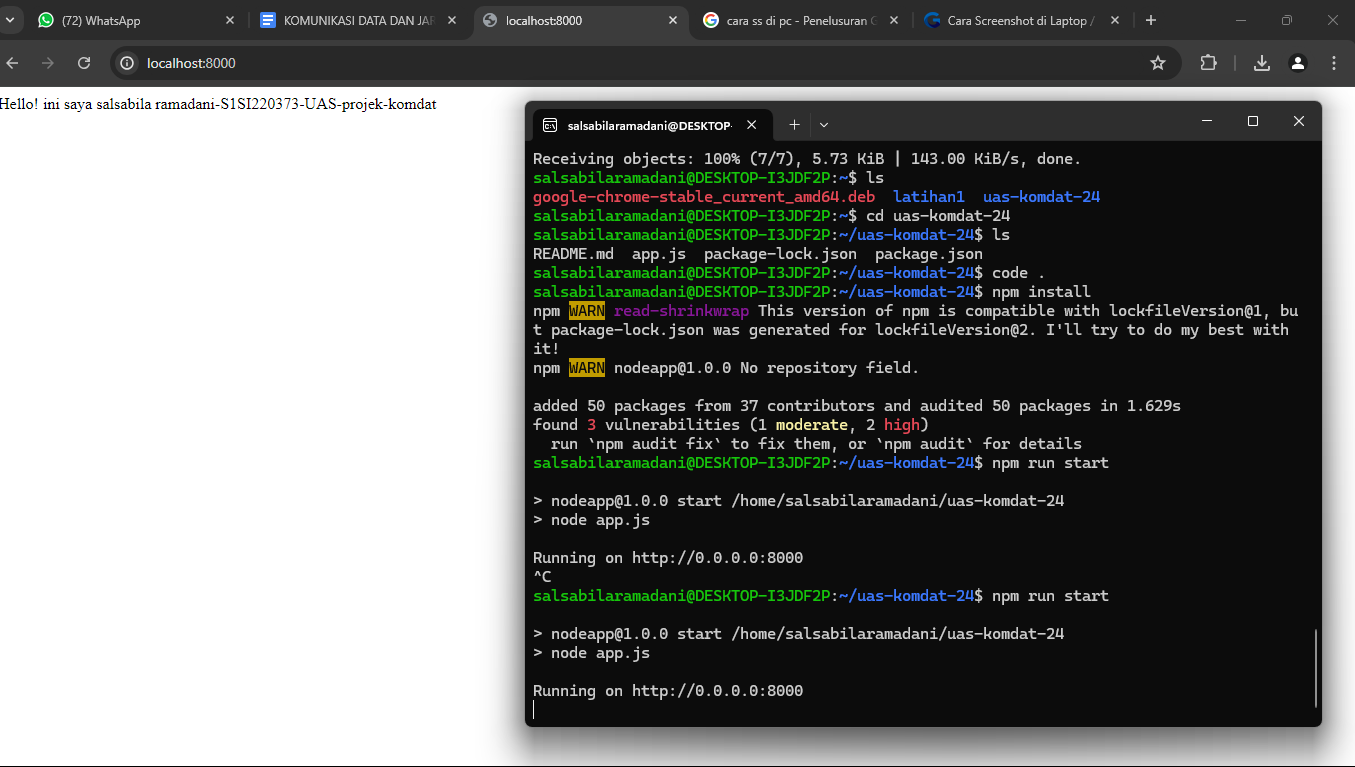 (72) WhatsApp
KOMUNIKASI DATA DAN JAR
localhost:8000
cara ss di pc - Penelusuran G
Cara Screenshot di Laptop /
localhost:8000
Hello! ini saya salsabila ramadani-S1SI220373-UAS-projek-komdat
salsabilaramadani@DESKTOP-
Receiving objects: 100% (7/7), 5.73 KiB | 143.00 KiB/s, done.
salsabilaramadani@DESKTOP-I3JDF2P:~$ ls
google-chrome-stable_current_amd64.deb  latihan1  uas-komdat-24
salsabilaramadani@DESKTOP-I3JDF2P:~$ cd uas-komdat-24
salsabilaramadani@DESKTOP-I3JDF2P:~/uas-komdat-24$ ls
README.md  app.js  package-lock.json  package.json
salsabilaramadani@DESKTOP-I3JDF2P:~/uas-komdat-24$ code .
salsabilaramadani@DESKTOP-I3JDF2P:~/uas-komdat-24$ npm install
npm WARN read-shrinkwrap This version of npm is compatible with lockfileVersion@1, bu
t package-lock.json was generated for lockfileVersion@2. I'll try to do my best with
it!
npm WARN nodeapp@1.0.0 No repository field.
added 50 packages from 37 contributors and audited 50 packages in 1.629s
found 3 vulnerabilities (1 moderate, 2 high)
  run `npm audit fix` to fix them, or `npm audit` for details
salsabilaramadani@DESKTOP-I3JDF2P:~/uas-komdat-24$ npm run start
> nodeapp@1.0.0 start /home/salsabilaramadani/uas-komdat-24
> node app.js
Running on http://0.0.0.0:8000
^C
salsabilaramadani@DESKTOP-I3JDF2P:~/uas-komdat-24$ npm run start
> nodeapp@1.0.0 start /home/salsabilaramadani/uas-komdat-24
> node app.js
Running on http://0.0.0.0:8000